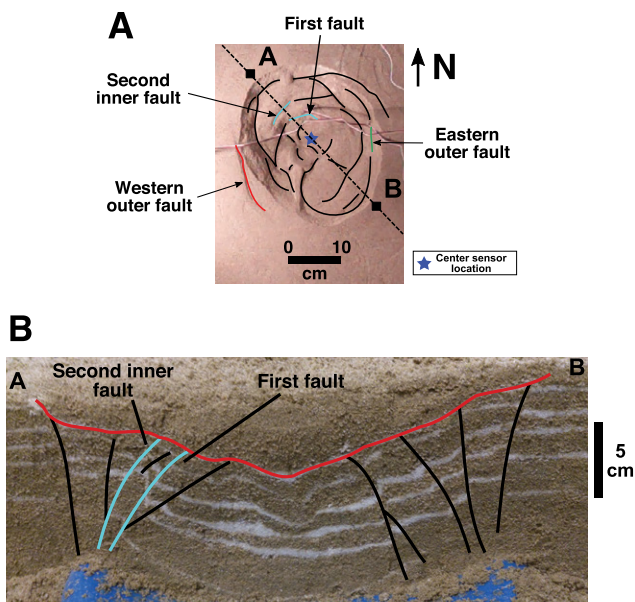 A
First fault
A
N
Second
inner fault
Eastern
outer fault
Western
outer fault
B
0 10
cm
Center sensor
location
B
A
Second inner
fault
First fault
B
5
cm